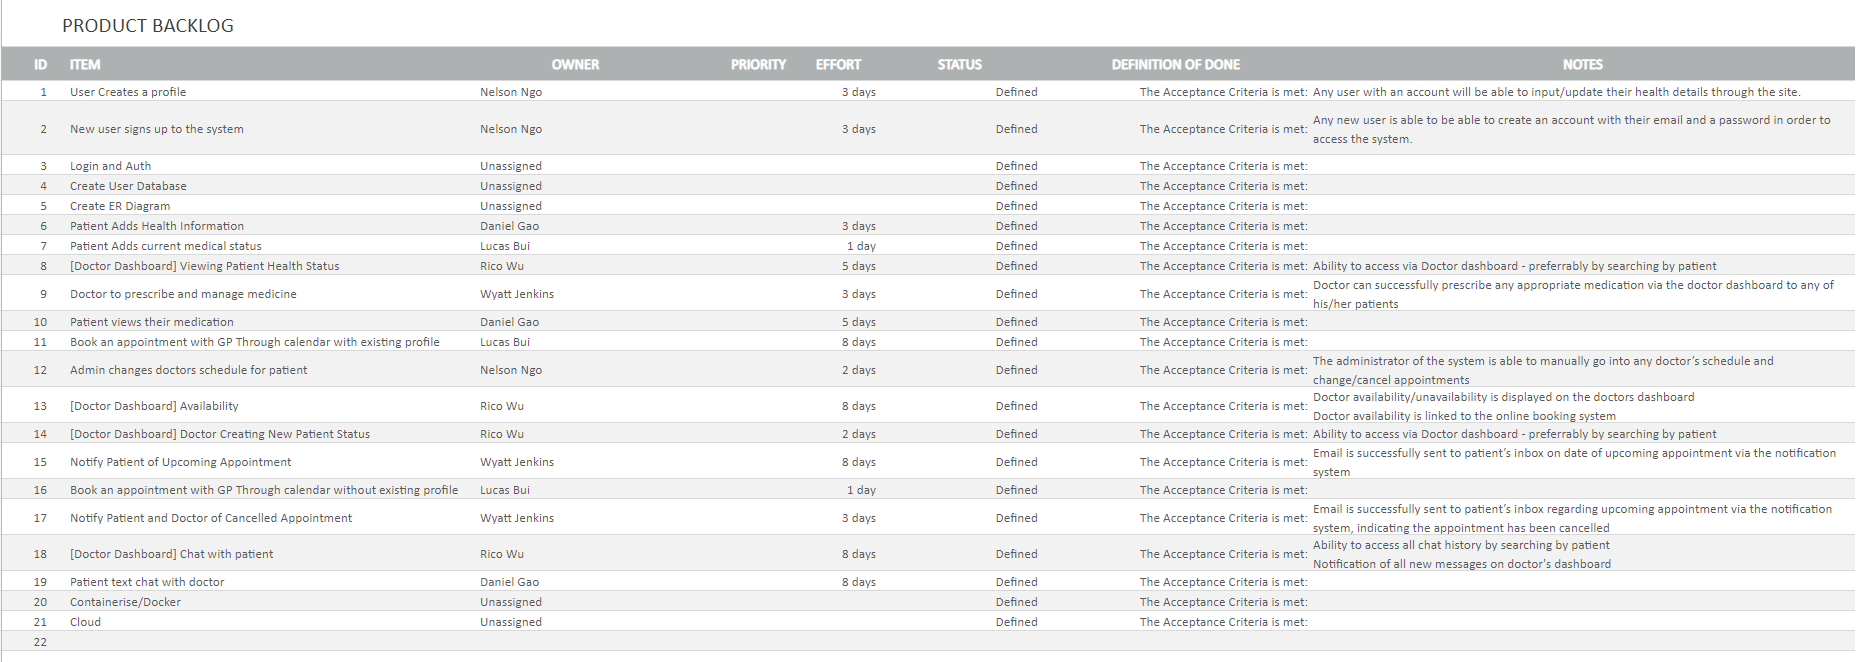 PRODUCT BACKLOG
ID ITEM OWNER PRIORITY EFFORT STATUS DEFINITION OF DONE NOTES
1 User Creates a profile Nelson Ngo 3 days Defined The Acceptance Criteria is met: Any user with an account will be able to input/update their health details through the site.
2 New user signs up to the system Nelson Ngo 3 days Defined The Acceptance Criteria is met: Any new user is able to be able to create an account with their email and a password in order to
access the system.
3 Login and Auth Unassigned Defined The Acceptance Criteria is met:
4 Create User Database Unassigned Defined The Acceptance Criteria is met:
5 Create ER Diagram Unassigned Defined The Acceptance Criteria is met:
6 Patient Adds Health Information Daniel Gao 3 days Defined The Acceptance Criteria is met:
7 Patient Adds current medical status Lucas Bui 1 day Defined The Acceptance Criteria is met:
8 [Doctor Dashboard] Viewing Patient Health Status Rico Wu 5 days Defined The Acceptance Criteria is met: Ability to access via Doctor dashboard - preferrably by searching by patient
9 Doctor to prescribe and manage medicine Wyatt Jenkins 3 days Defined The Acceptance Criteria is met: Doctor can successfully prescribe any appropriate medication via the doctor dashboard to any of
his/her patients
10 Patient views their medication Daniel Gao 5 days Defined The Acceptance Criteria is met:
11 Book an appointment with GP Through calendar with existing profile Lucas Bui 8 days Defined The Acceptance Criteria is met:
12 Admin changes doctors schedule for patient Nelson Ngo 2 days Defined The Acceptance Criteria is met: The administrator of the system is able to manually go into any doctor’s schedule and
change/cancel appointments
13 [Doctor Dashboard] Availability Rico Wu 8 days Defined The Acceptance Criteria is met: Doctor availability/unavailability is displayed on the doctors dashboard
Doctor availability is linked to the online booking system
14 [Doctor Dashboard] Doctor Creating New Patient Status Rico Wu 2 days Defined The Acceptance Criteria is met: Ability to access via Doctor dashboard - preferrably by searching by patient
15 Notify Patient of Upcoming Appointment Wyatt Jenkins 8 days Defined The Acceptance Criteria is met: Email is successfully sent to patient’s inbox on date of upcoming appointment via the notification
system
16 Book an appointment with GP Through calendar without existing profile Lucas Bui 1 day Defined The Acceptance Criteria is met:
17 Notify Patient and Doctor of Cancelled Appointment Wyatt Jenkins 3 days Defined The Acceptance Criteria is met: Email is successfully sent to patient’s inbox regarding upcoming appointment via the notification
system, indicating the appointment has been cancelled
18 [Doctor Dashboard] Chat with patient Rico Wu 8 days Defined The Acceptance Criteria is met: Ability to access all chat history by searching by patient
Notification of all new messages on doctor's dashboard
19 Patient text chat with doctor Daniel Gao 8 days Defined The Acceptance Criteria is met:
20 Containerise/Docker Unassigned Defined The Acceptance Criteria is met:
21 Cloud Unassigned Defined The Acceptance Criteria is met:
22